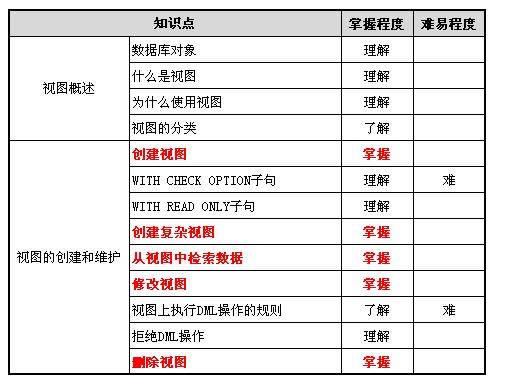 知识点 掌握程度 难易程度
视图概述
数据库对象 理解
什么是视图 理解
为什么使用视图 理解
视图的分类 了解
视图的创建和维护
创建视图 掌握
WITH CHECK OPTION子句 理解 难
WITH READ ONLY子句 理解
创建复杂视图 掌握
从视图中检索数据 掌握
修改视图 掌握
视图上执行DML操作的规则 了解 难
拒绝DML操作 理解
删除视图 掌握